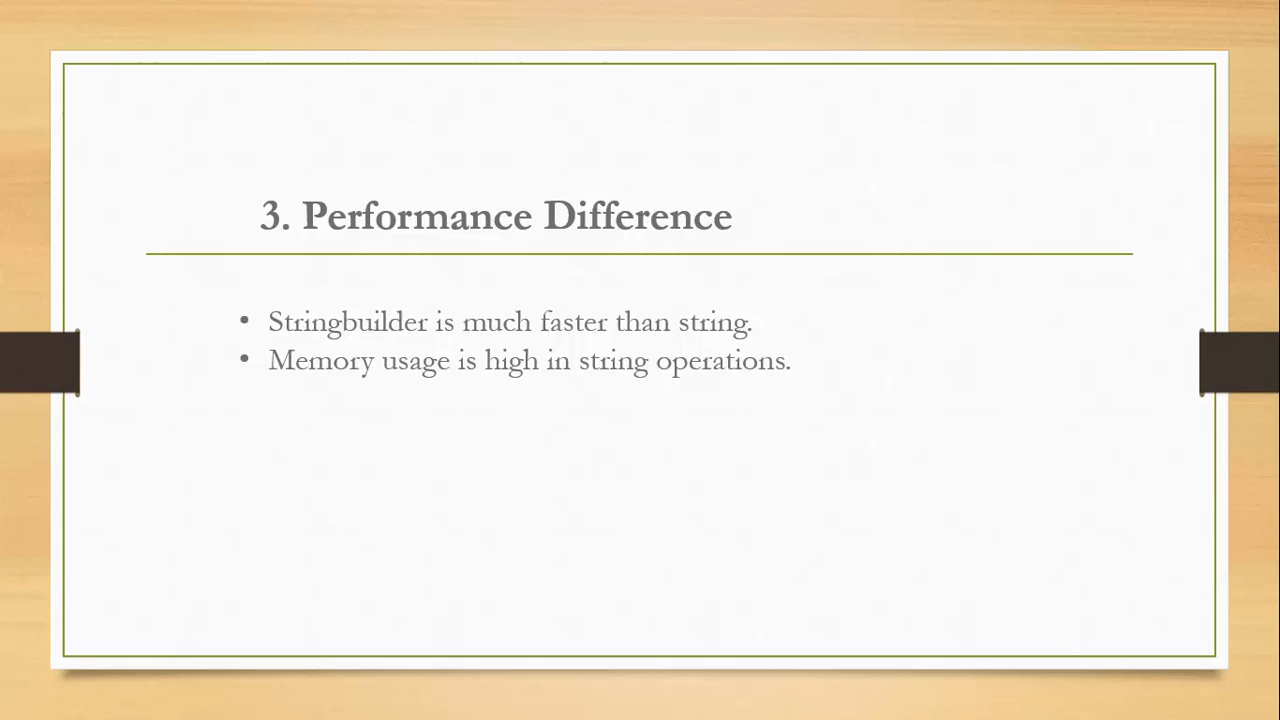 3. Performance Difference
• Stringbuilder is much faster than string.
• Memory usage is high in string operations.